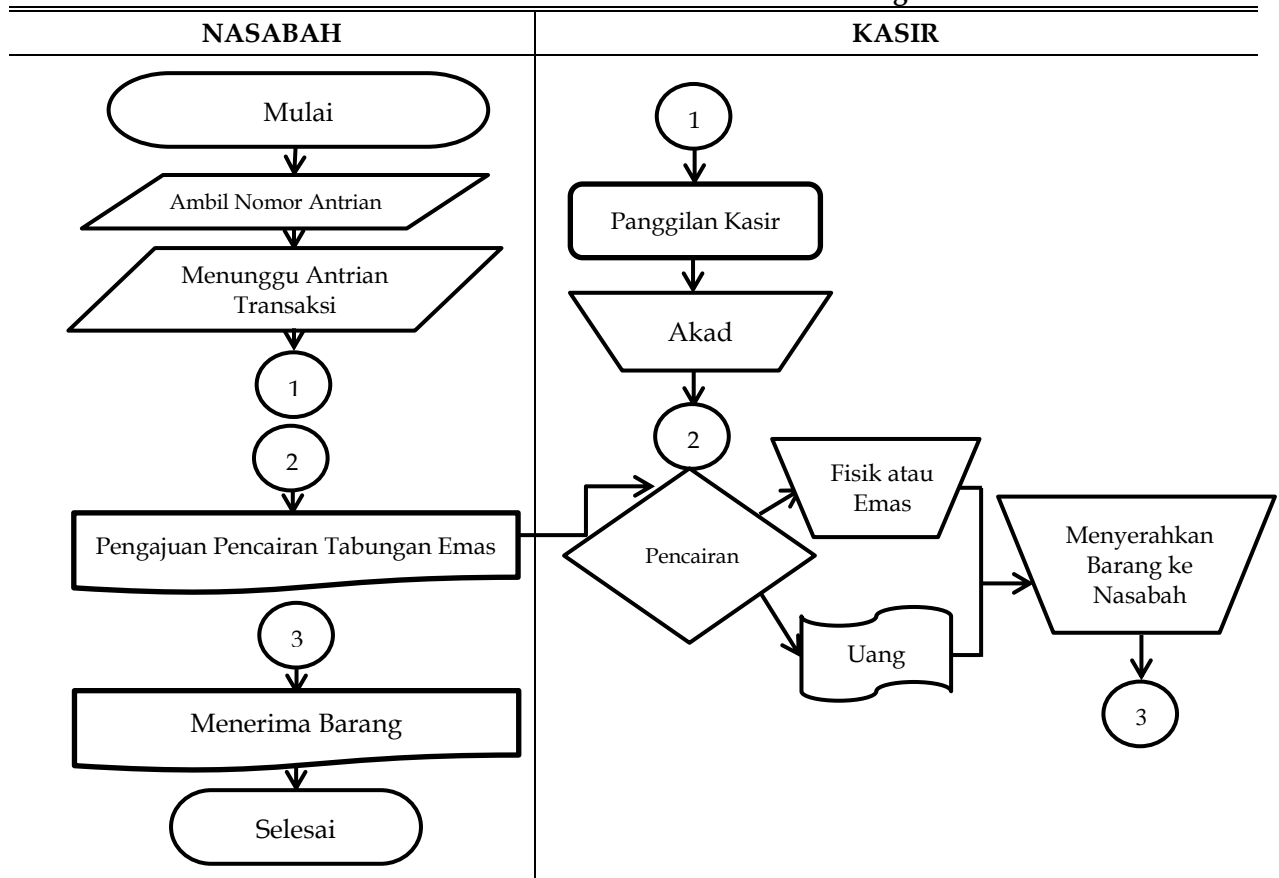 NASABAH
KASIR
Mulai
Ambil Nomor Antrian
Menunggu Antrian
Transaksi
1
2
Pengajuan Pencairan Tabungan Emas
3
Menerima Barang
Selesai
1
Panggilan Kasir
Akad
2
Pencairan
Fisik atau
Emas
Uang
Menyerahkan
Barang ke
Nasabah
3